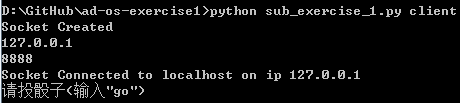 D:\GitHub\ad-os-exercise1>python sub_exercise_1.py client
Socket Created
127.0.0.1
8888
Socket Connected to localhost on ip 127.0.0.1
请投骰子(输入"go")